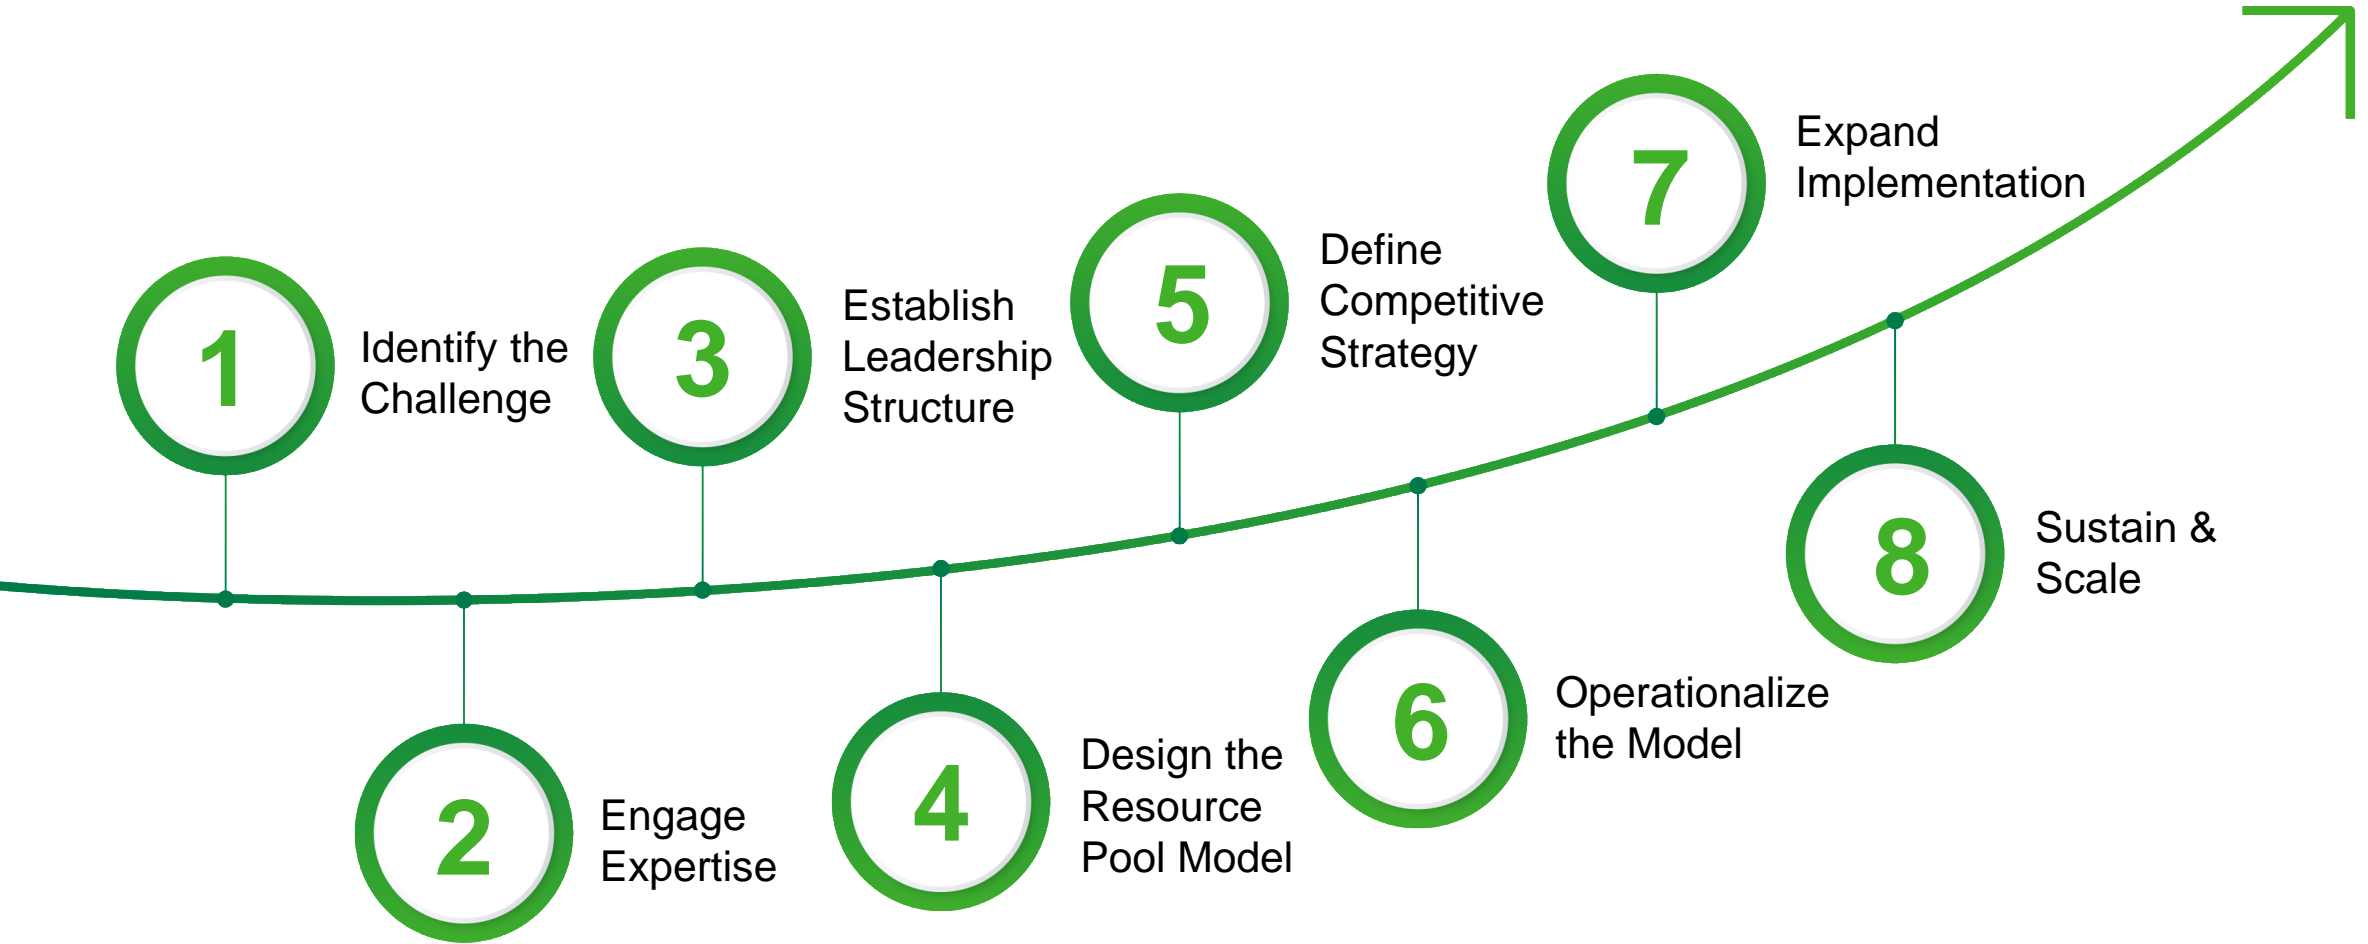 1
Identify the
Challenge
2
Engage
Expertise
3
Establish
Leadership
Structure
4
Design the
Resource
Pool Model
5
Define
Competitive
Strategy
6
Operationalize
the Model
7
Expand
Implementation
8
Sustain &
Scale